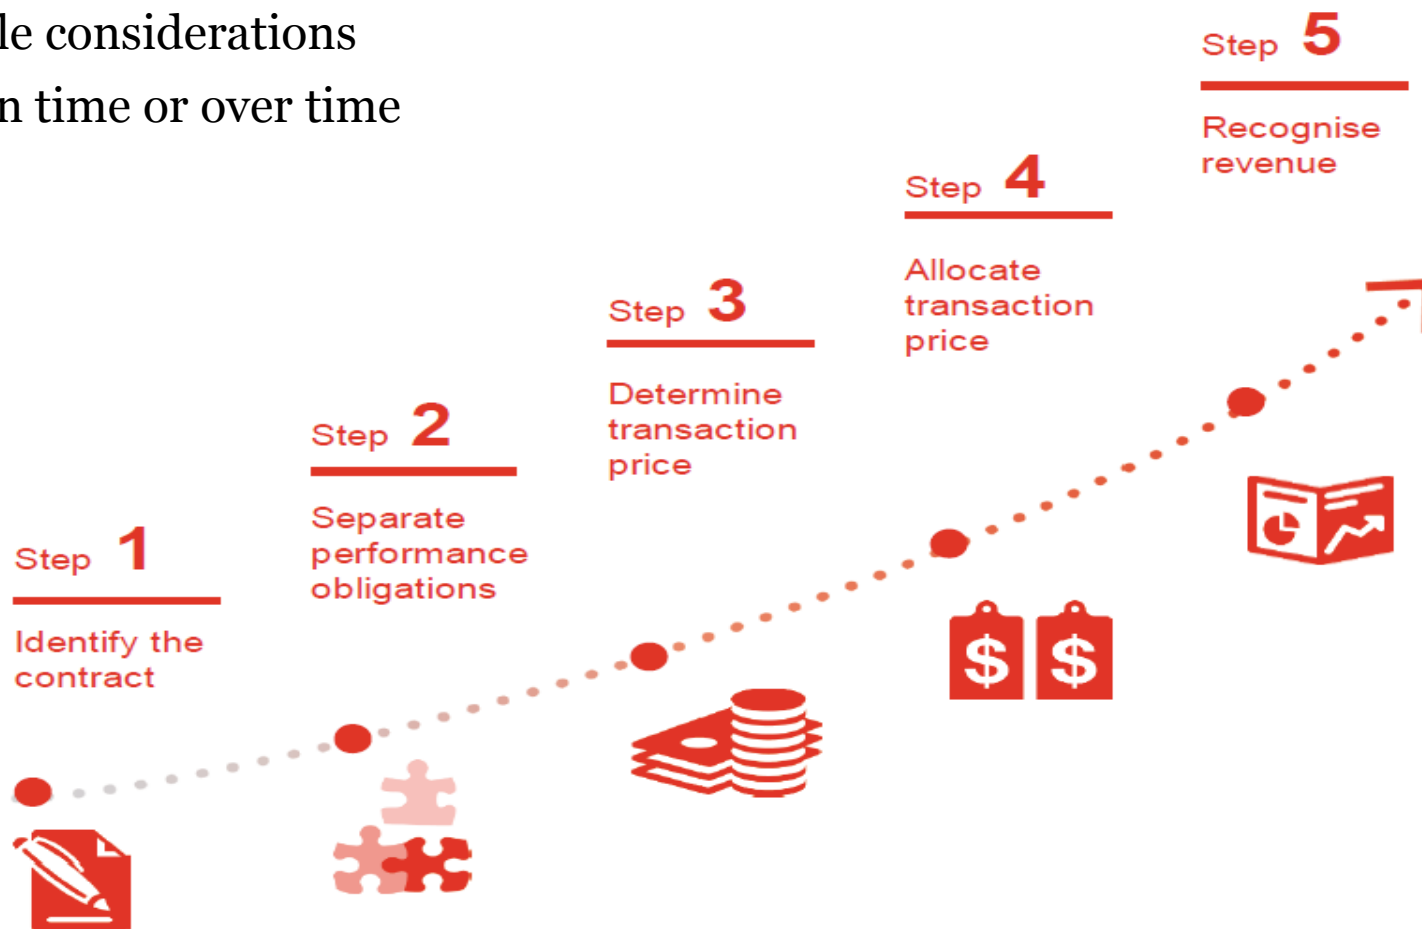 considerations
time or over time
Step 5
Recognise
revenue
Step 4
Allocate
transaction
price
Step 3
Determine
transaction
price
Step 2
Separate
performance
obligations
Step 1
Identify the
contract
$ $